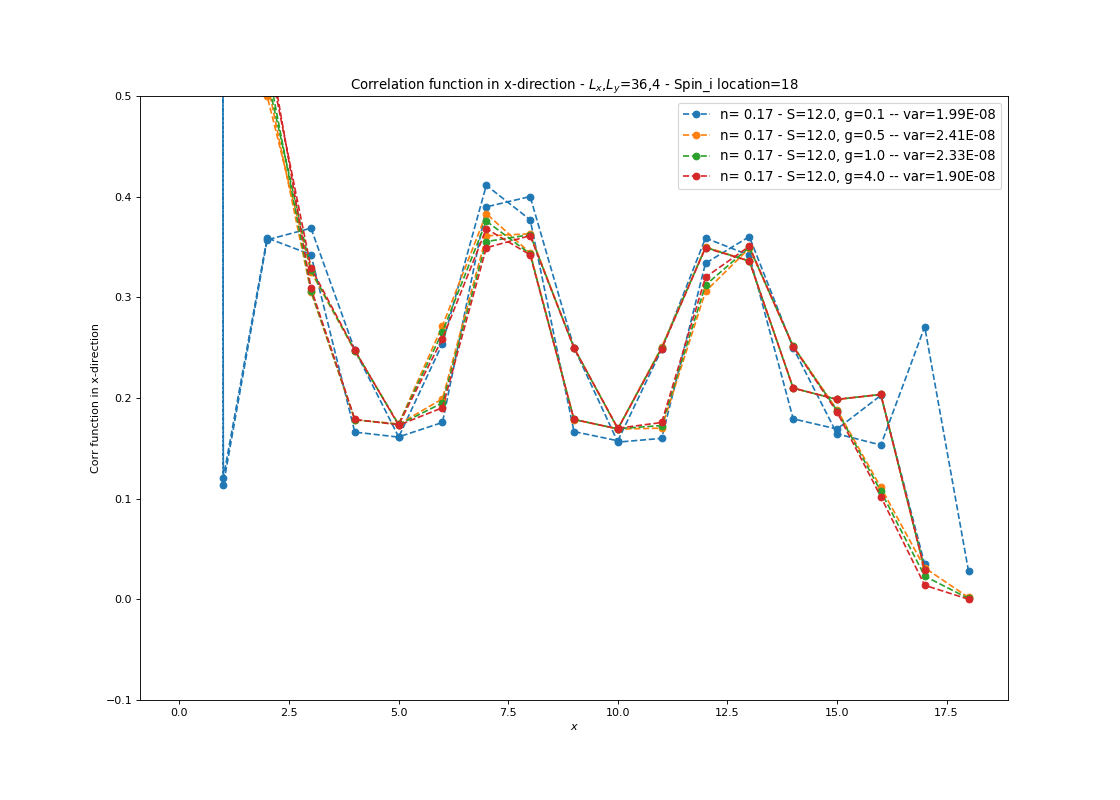 Correlation function in x-direction - Lₓ,Lᵧ=36,4 - Spin_i location=18
n= 0.17 - S=12.0, g=0.1 -- var=1.99E-08
n= 0.17 - S=12.0, g=0.5 -- var=2.41E-08
n= 0.17 - S=12.0, g=1.0 -- var=2.33E-08
n= 0.17 - S=12.0, g=4.0 -- var=1.90E-08
Corr function in x-direction
0.5
0.4
0.3
0.2
0.1
0.0
−0.1
0.0 2.5 5.0 7.5 10.0 12.5 15.0 17.5
x